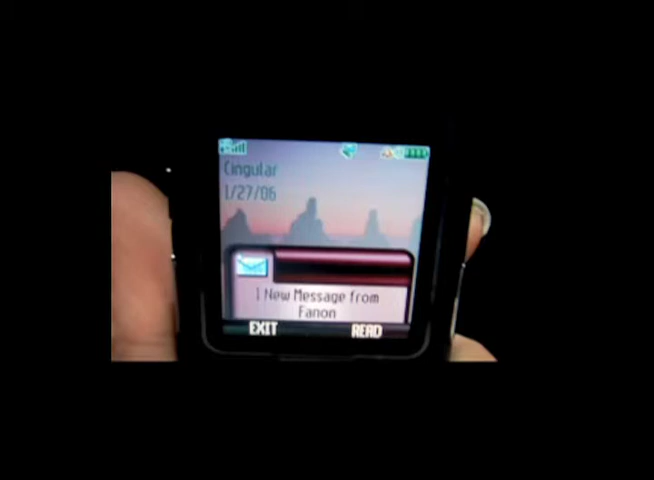 Cingular
1/27/06
1 New Message from
Fanon
EXIT READ